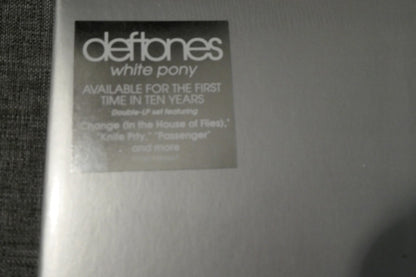 deftones
white pony
AVAILABLE FOR THE FIRST
TIME IN TEN YEARS
Double-LP set featuring
"Change (In the House of Flies),"
"Knife Prty," "Passenger"
and more